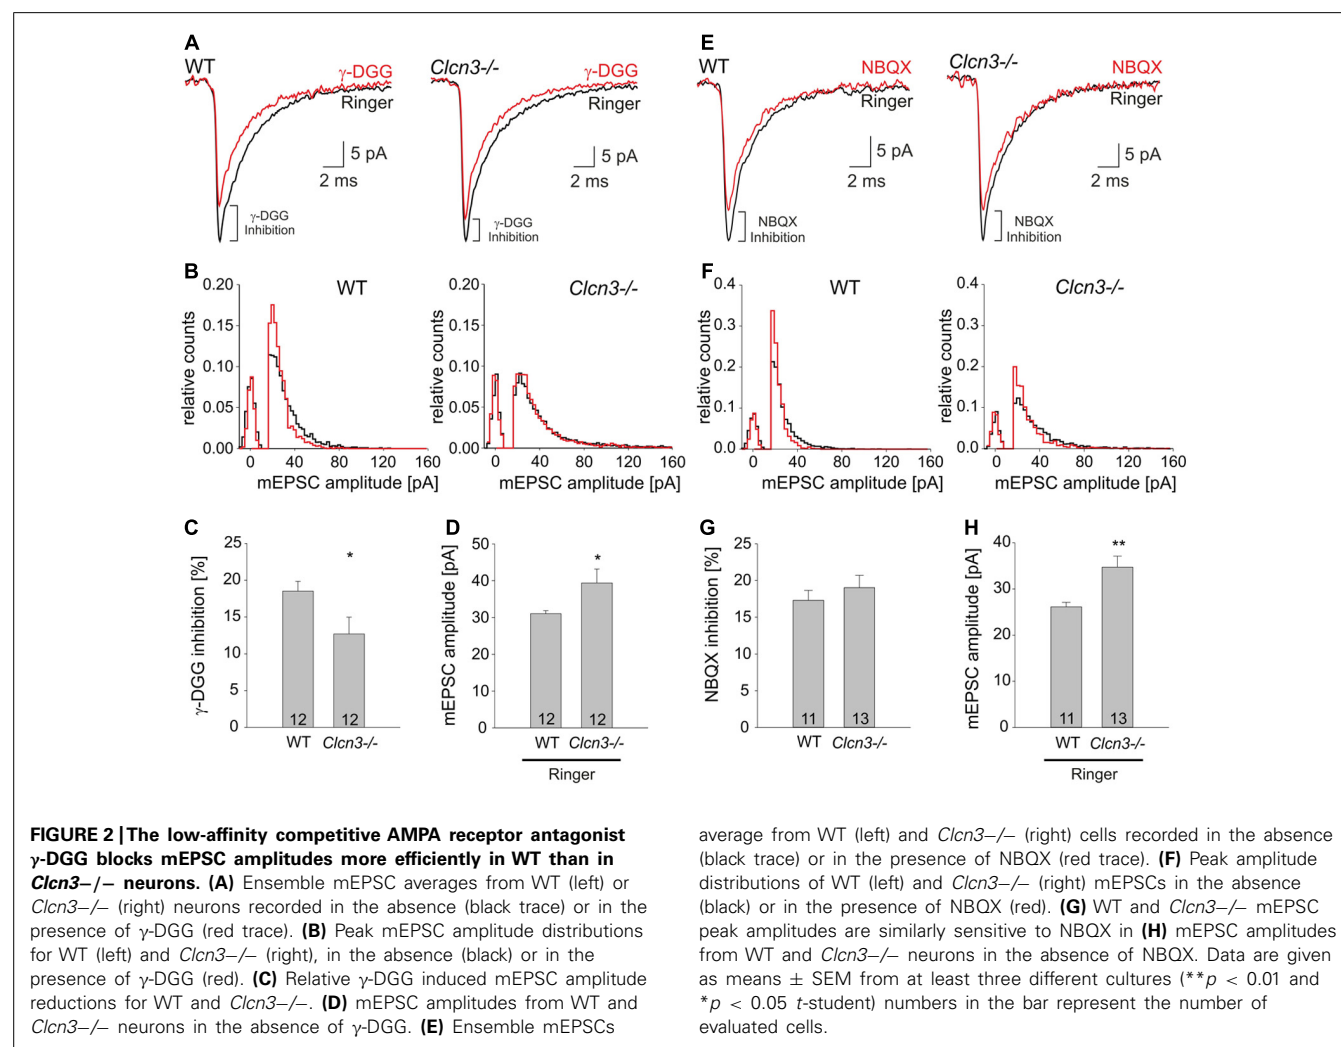 A
WT
γ-DGG
Ringer
5 pA
2 ms
γ-DGG
Inhibition
Clcn3-/-
γ-DGG
Ringer
5 pA
2 ms
γ-DGG
Inhibition
E
WT
NBQX
Ringer
5 pA
2 ms
NBQX
Inhibition
Clcn3-/-
NBQX
Ringer
5 pA
2 ms
NBQX
Inhibition
B
WT
relative counts
0.20
0.15
0.10
0.05
0.00
0 40 80 120 160
mEPSC amplitude [pA]
Clcn3-/-
relative counts
0.20
0.15
0.10
0.05
0.00
0 40 80 120 160
mEPSC amplitude [pA]
F
WT
relative counts
0.4
0.3
0.2
0.1
0.0
0 40 80 120 160
mEPSC amplitude [pA]
Clcn3-/-
relative counts
0.4
0.3
0.2
0.1
0.0
0 40 80 120 160
mEPSC amplitude [pA]
C
γ-DGG inhibition [%]
25
20
15
10
5
0
*
12 12
WT Clcn3-/-
D
mEPSC amplitude [pA]
50
40
30
20
10
0
*
12 12
WT Clcn3-/-
Ringer
G
NBQX inhibition [%]
25
20
15
10
5
0
11 13
WT Clcn3-/-
H
mEPSC amplitude [pA]
40
30
20
10
0
**
11 13
WT Clcn3-/-
Ringer
FIGURE 2 | The low-affinity competitive AMPA receptor antagonist
γ-DGG blocks mEPSC amplitudes more efficiently in WT than in
Clcn3−/− neurons. (A) Ensemble mEPSC averages from WT (left) or
Clcn3−/− (right) neurons recorded in the absence (black trace) or in the
presence of γ-DGG (red trace). (B) Peak mEPSC amplitude distributions
for WT (left) and Clcn3−/− (right), in the absence (black) or in the
presence of γ-DGG (red). (C) Relative γ-DGG induced mEPSC amplitude
reductions for WT and Clcn3−/−. (D) mEPSC amplitudes from WT and
Clcn3−/− neurons in the absence of γ-DGG. (E) Ensemble mEPSCs
average from WT (left) and Clcn3−/− (right) cells recorded in the absence
(black trace) or in the presence of NBQX (red trace). (F) Peak amplitude
distributions of WT (left) and Clcn3−/− (right) mEPSCs in the absence
(black) or in the presence of NBQX (red). (G) WT and Clcn3−/− mEPSC
peak amplitudes are similarly sensitive to NBQX in (H) mEPSC amplitudes
from WT and Clcn3−/− neurons in the absence of NBQX. Data are given
as means ± SEM from at least three different cultures (**p < 0.01 and
*p < 0.05 t-student) numbers in the bar represent the number of
evaluated cells.